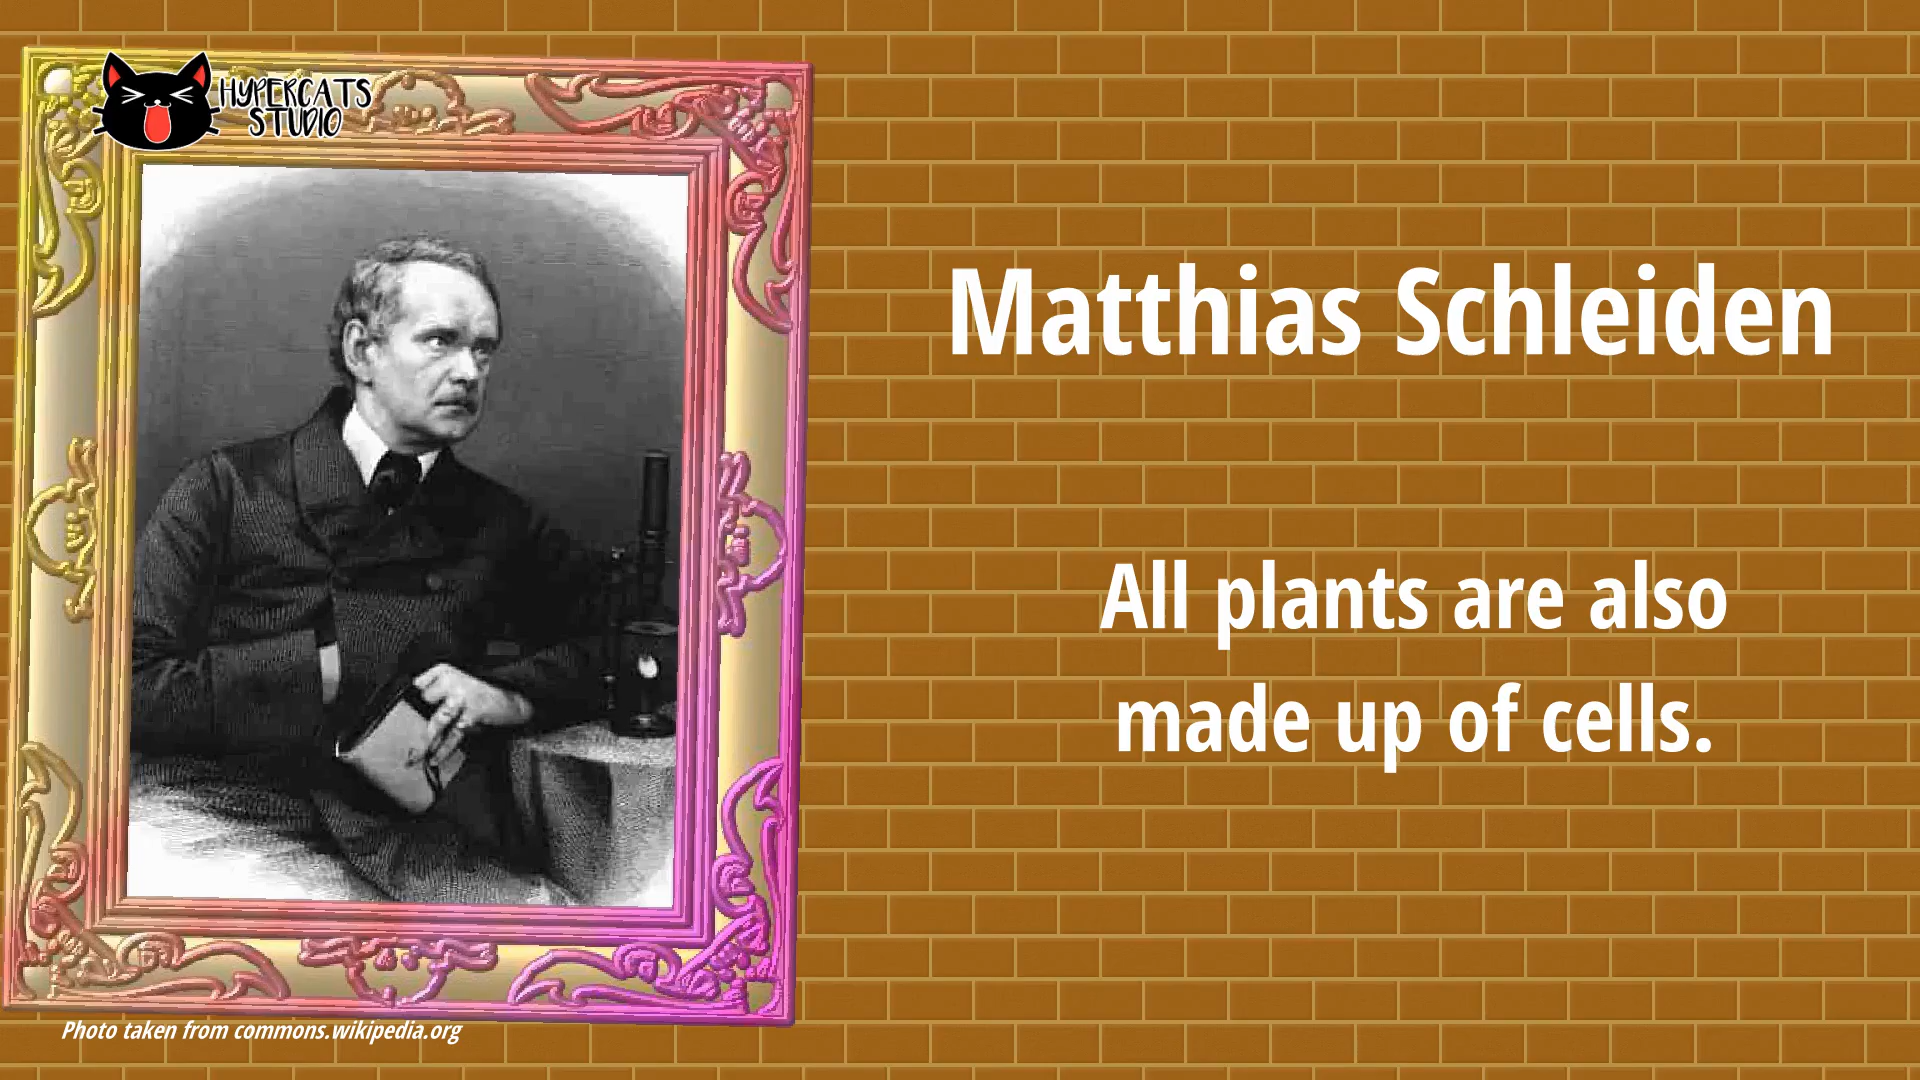 HYPERCATS
STUDIO
Matthias Schleiden
All plants are also
made up of cells.
Photo taken from commons.wikipedia.org